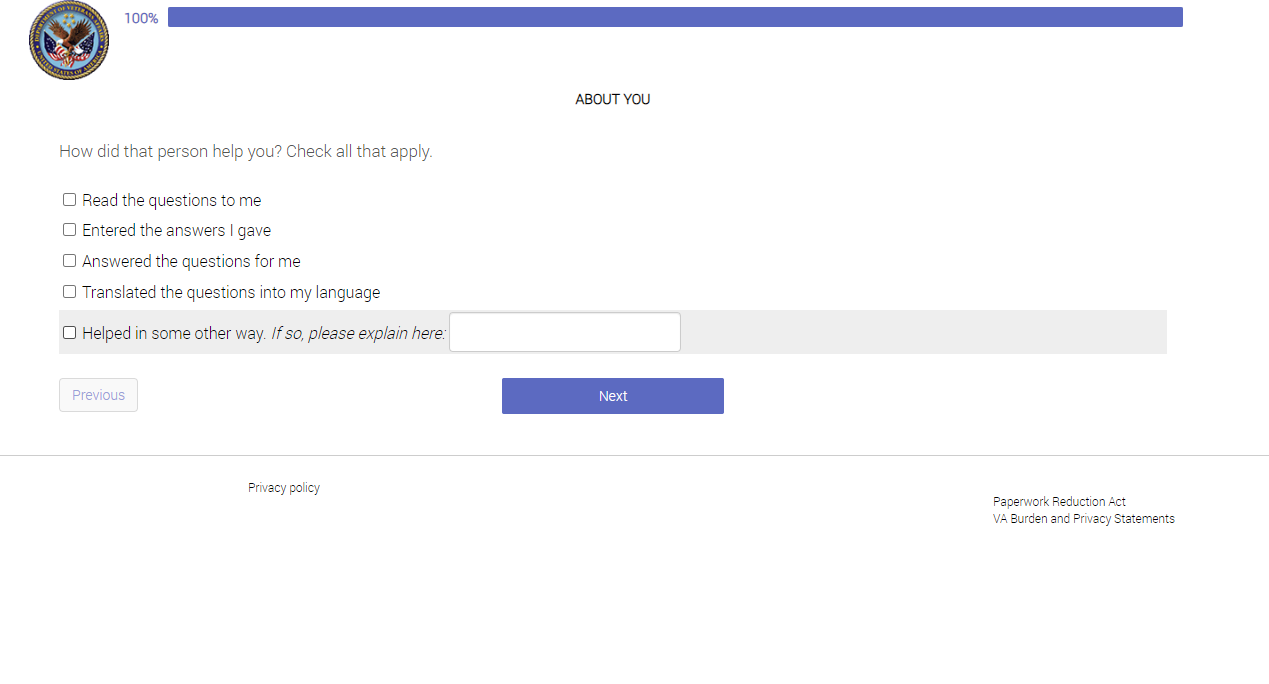 100%
ABOUT YOU
How did that person help you? Check all that apply.
Read the questions to me
Entered the answers I gave
Answered the questions for me
Translated the questions into my language
Helped in some other way. If so, please explain here:
Previous
Next
Privacy policy
Paperwork Reduction Act
VA Burden and Privacy Statements